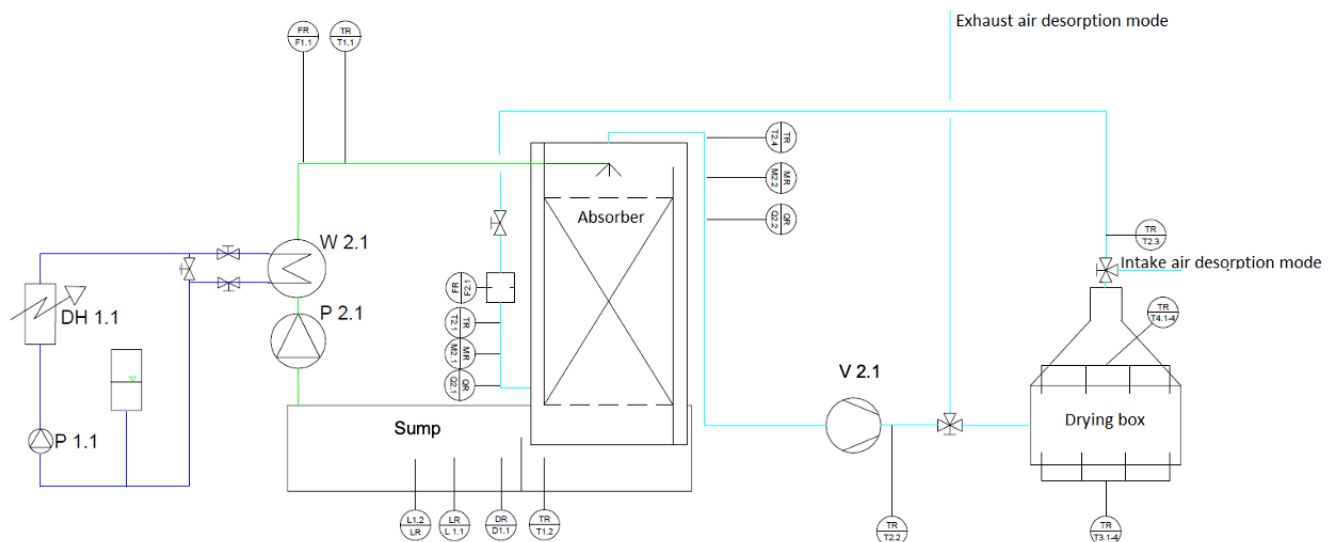 Exhaust air desorption mode
FR
F1.1
TR
T1.1
TR
T2.4
MR
M2.2
QR
Q2.2
Absorber
TR
T2.3
Intake air desorption mode
W 2.1
DH 1.1
P 2.1
FR
F2.1
TR
T2.1
MR
M2.1
QR
Q2.1
TR
T4.1-4
V 2.1
Drying box
P 1.1
Sump
L1.2
LR
LR
L 1.1
DR
D1.1
TR
T1.2
TR
T2.2
TR
T3.1-4